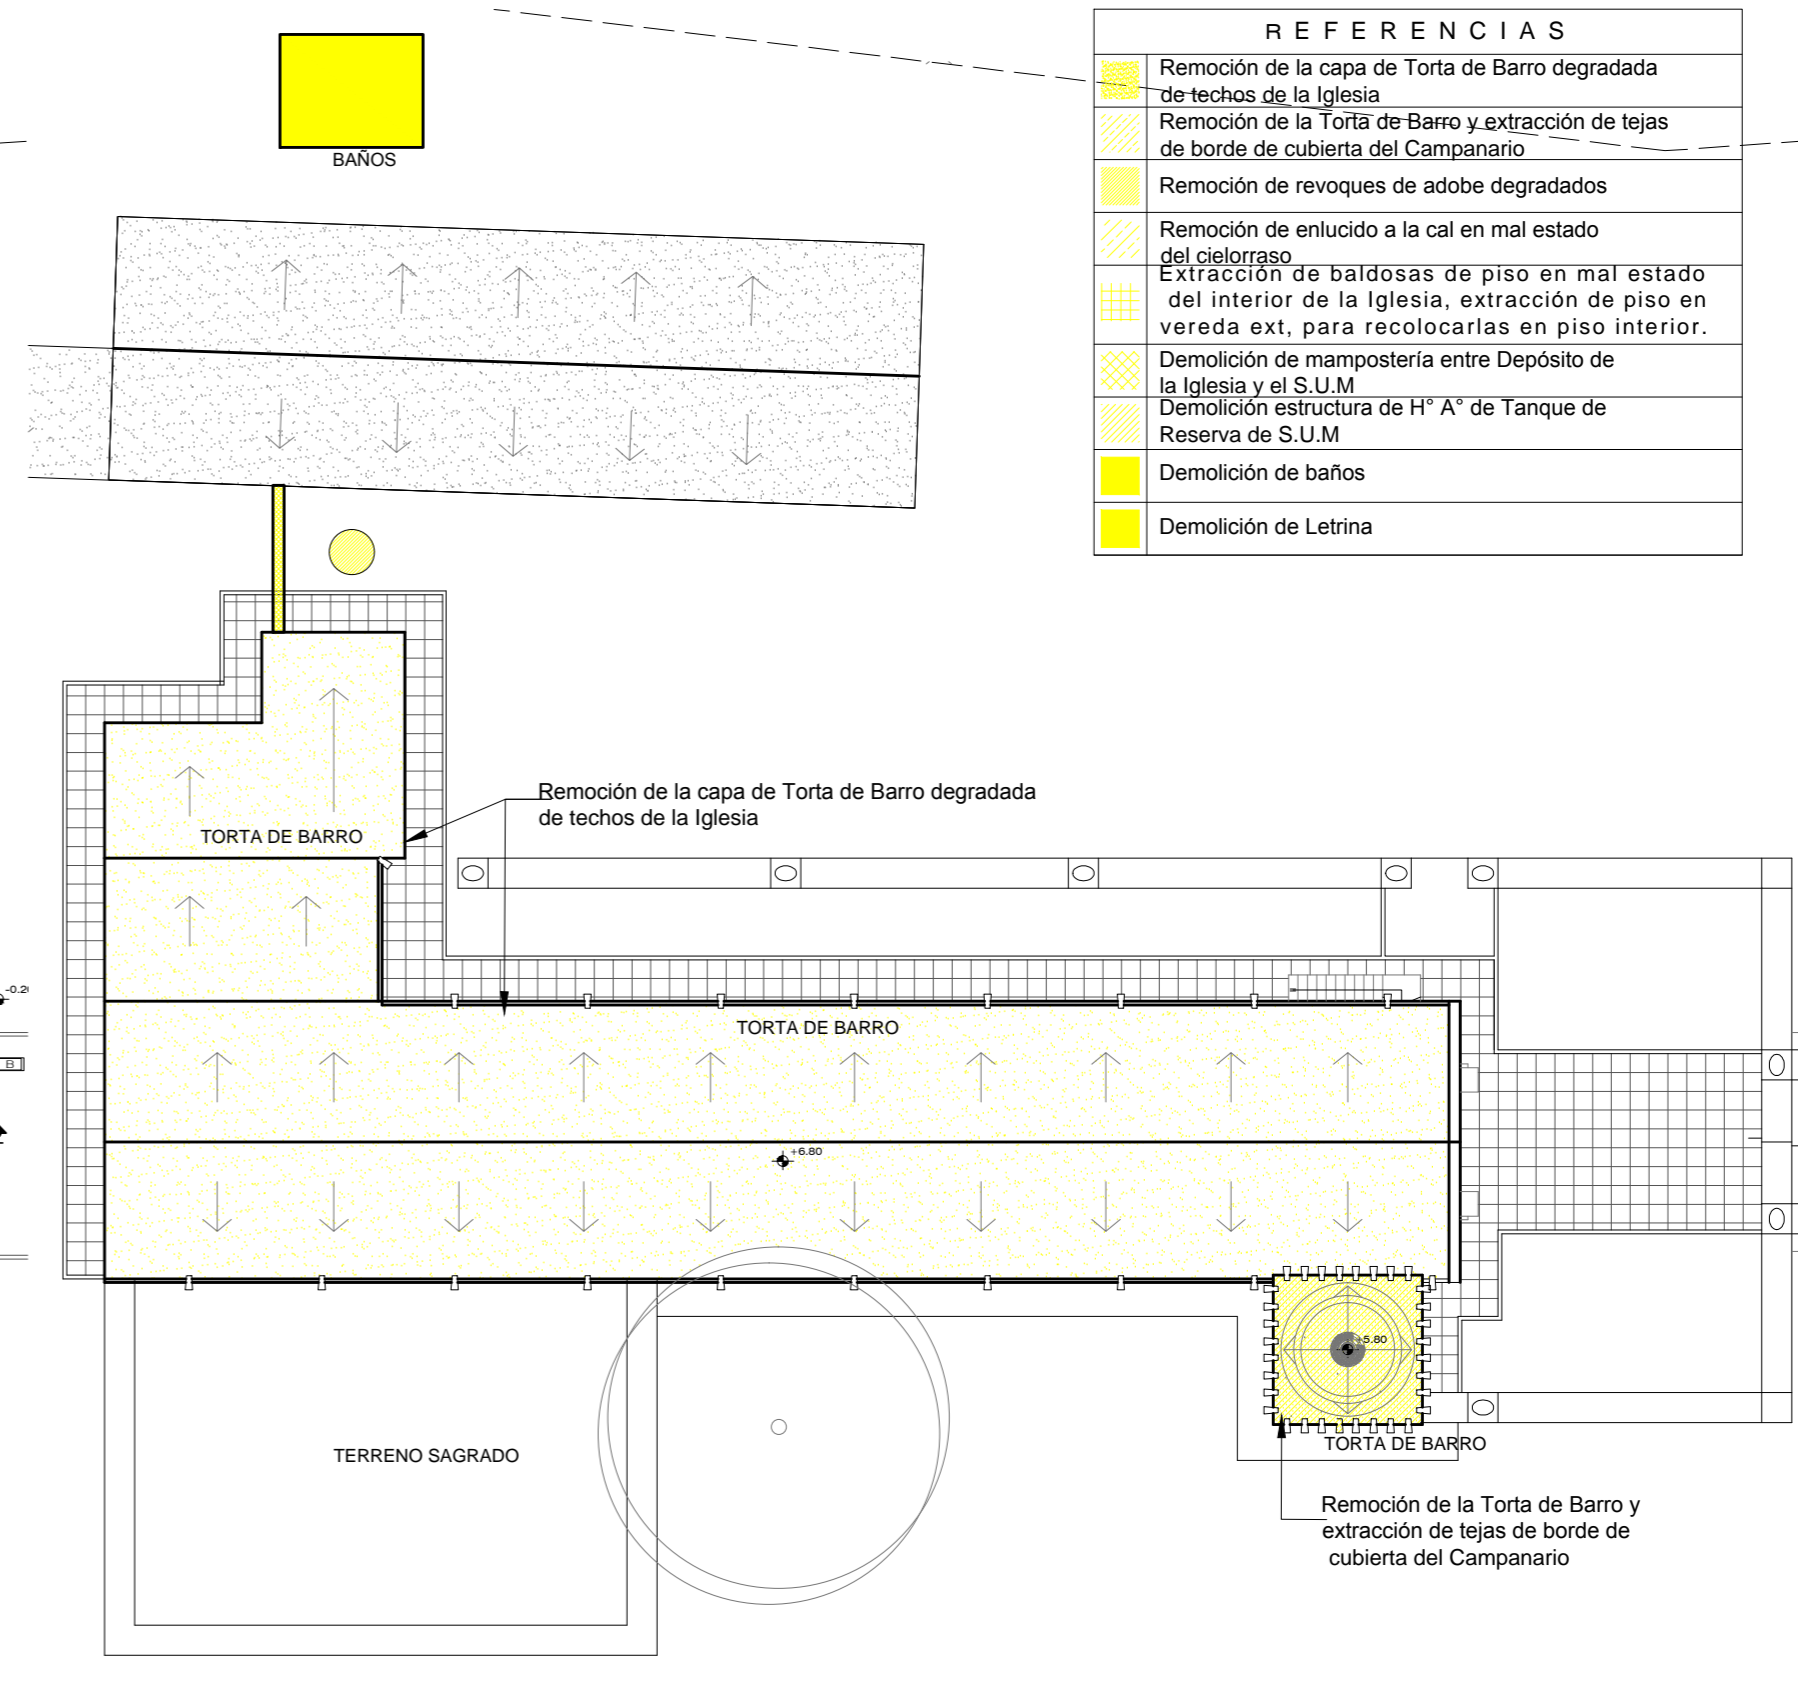 R E F E R E N C I A S
Remoción de la capa de Torta de Barro degradada
de techos de la Iglesia
Remoción de la Torta de Barro y extracción de tejas
de borde de cubierta del Campanario
Remoción de revoques de adobe degradados
Remoción de enlucido a la cal en mal estado
del cielorraso
Extracción de baldosas de piso en mal estado
del interior de la Iglesia, extracción de piso en
vereda ext, para recolocarlas en piso interior.
Demolición de mampostería entre Depósito de
la Iglesia y el S.U.M
Demolición estructura de H° A° de Tanque de
Reserva de S.U.M
Demolición de baños
Demolición de Letrina
BAÑOS
Remoción de la capa de Torta de Barro degradada
de techos de la Iglesia
TORTA DE BARRO
-0.2
TORTA DE BARRO
B
+6.80
+5.80
TORTA DE BARRO
TERRENO SAGRADO
Remoción de la Torta de Barro y
extracción de tejas de borde de
cubierta del Campanario